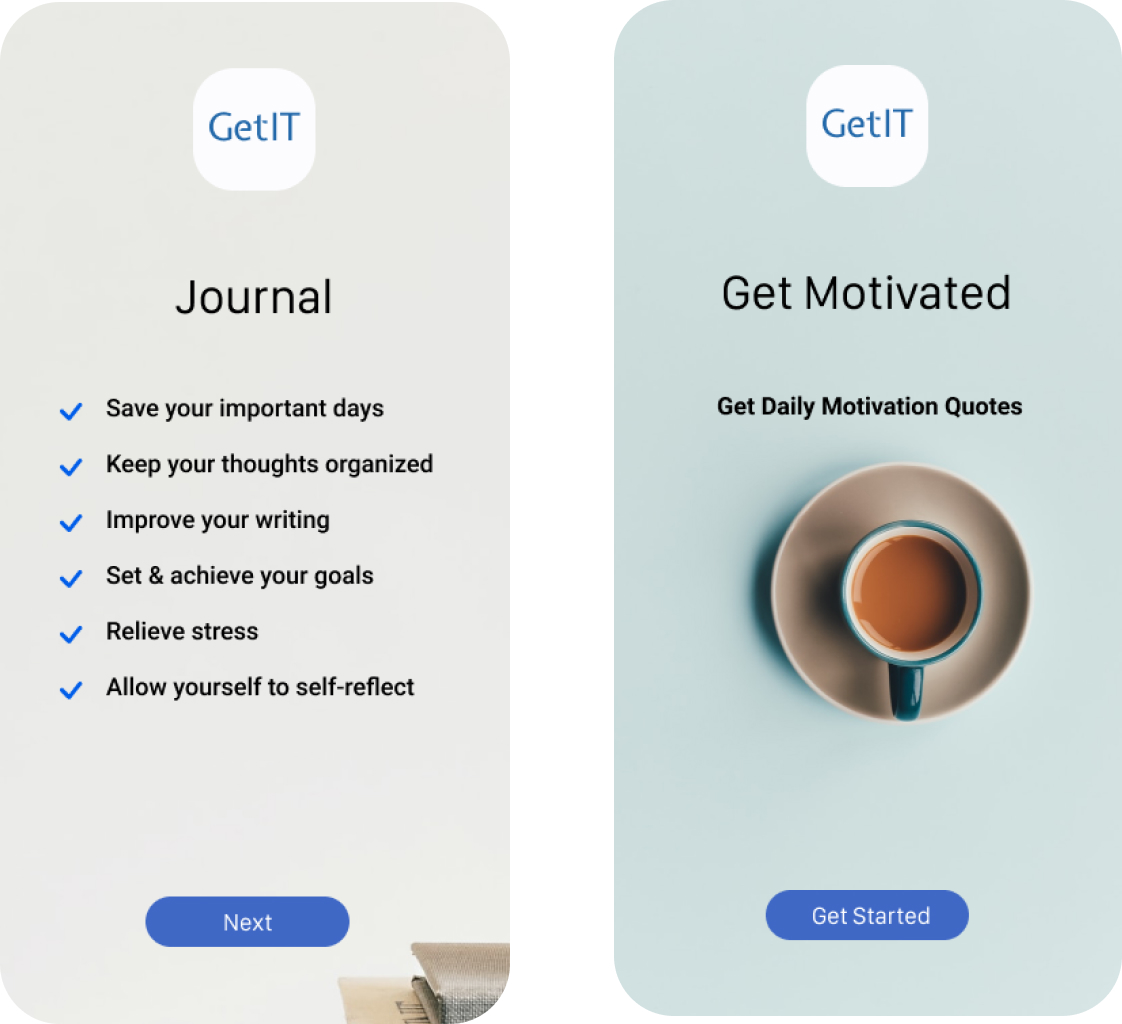 GetIT
Journal
Save your important days
Keep your thoughts organized
Improve your writing
Set & achieve your goals
Relieve stress
Allow yourself to self-reflect
Next
GetIT
Get Motivated
Get Daily Motivation Quotes
Get Started